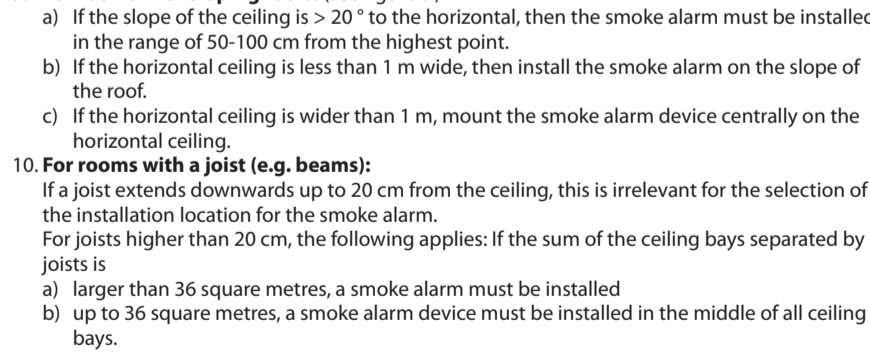 a) If the slope of the ceiling is > 20 ° to the horizontal, then the smoke alarm must be installed
in the range of 50-100 cm from the highest point.
b) If the horizontal ceiling is less than 1 m wide, then install the smoke alarm on the slope of
the roof.
c) If the horizontal ceiling is wider than 1 m, mount the smoke alarm device centrally on the
horizontal ceiling.
10. For rooms with a joist (e.g. beams):
If a joist extends downwards up to 20 cm from the ceiling, this is irrelevant for the selection of
the installation location for the smoke alarm.
For joists higher than 20 cm, the following applies: If the sum of the ceiling bays separated by
joists is
a) larger than 36 square metres, a smoke alarm must be installed
b) up to 36 square metres, a smoke alarm device must be installed in the middle of all ceiling
bays.